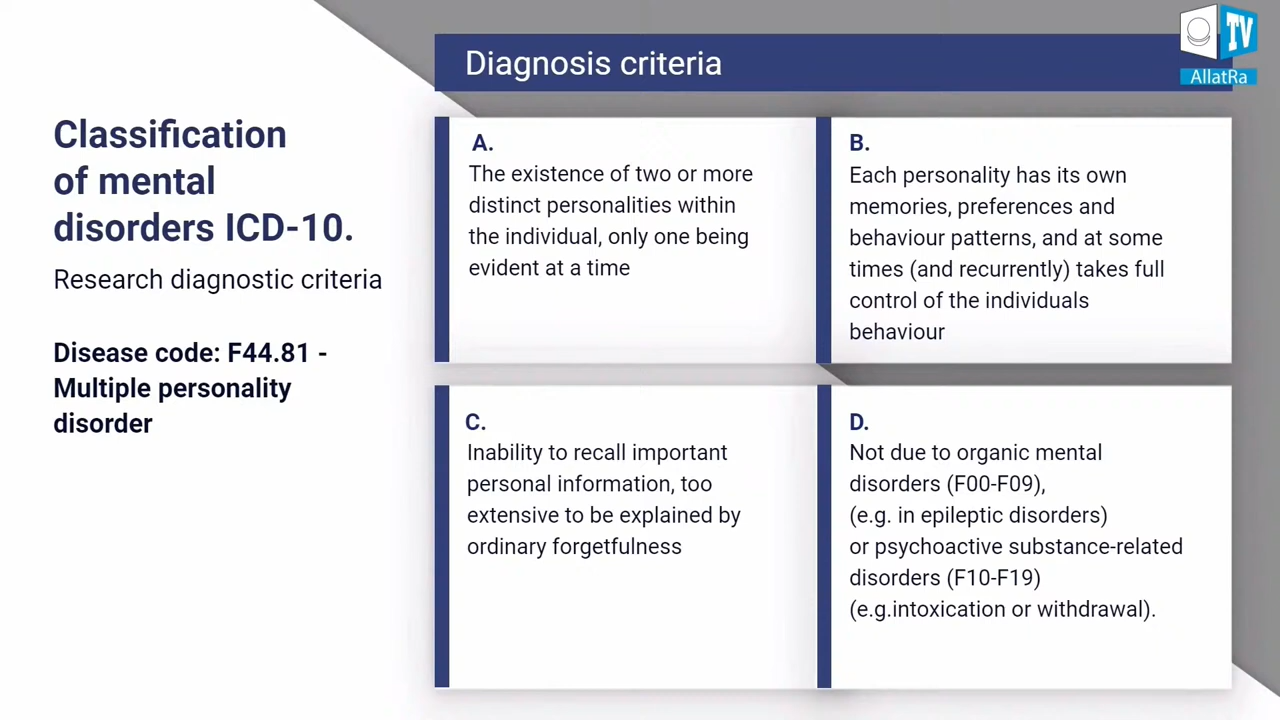 Classification
of mental
disorders ICD-10.
Research diagnostic criteria
Disease code: F44.81 -
Multiple personality
disorder
Diagnosis criteria
TV
AllatRa
A.
The existence of two or more
distinct personalities within
the individual, only one being
evident at a time
B.
Each personality has its own
memories, preferences and
behaviour patterns, and at some
times (and recurrently) takes full
control of the individuals
behaviour
C.
Inability to recall important
personal information, too
extensive to be explained by
ordinary forgetfulness
D.
Not due to organic mental
disorders (F00-F09),
(e.g. in epileptic disorders)
or psychoactive substance-related
disorders (F10-F19)
(e.g.intoxication or withdrawal).